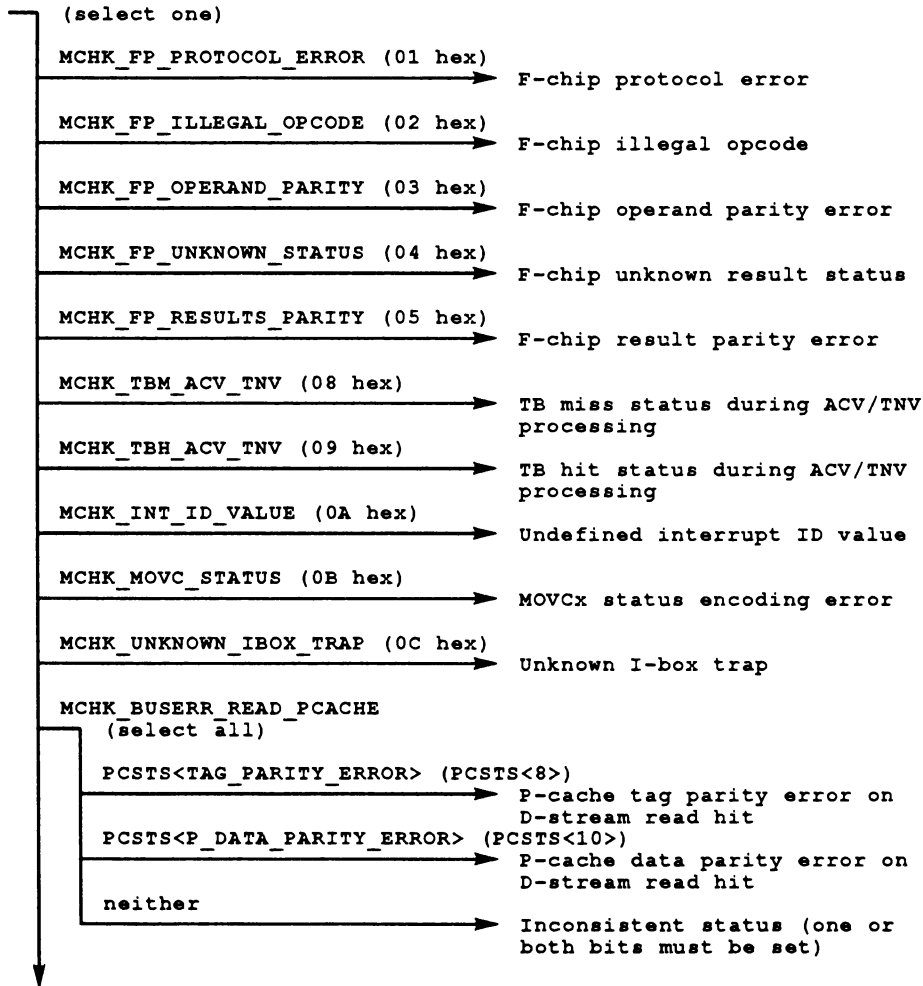 (select one)
MCHK_FP_PROTOCOL_ERROR (01 hex)
F-chip protocol error
MCHK_FP_ILLEGAL_OPCODE (02 hex)
F-chip illegal opcode
MCHK_FP_OPERAND_PARITY (03 hex)
F-chip operand parity error
MCHK_FP_UNKNOWN_STATUS (04 hex)
F-chip unknown result status
MCHK_FP_RESULTS_PARITY (05 hex)
F-chip result parity error
MCHK_TBM_ACV_TNV (08 hex)
TB miss status during ACV/TNV
processing
MCHK_TBH_ACV_TNV (09 hex)
TB hit status during ACV/TNV
processing
MCHK_INT_ID_VALUE (0A hex)
Undefined interrupt ID value
MCHK_MOVC_STATUS (0B hex)
MOVCx status encoding error
MCHK_UNKNOWN_IBOX_TRAP (0C hex)
Unknown I-box trap
MCHK_BUSERR_READ_PCACHE
(select all)
PCSTS<TAG_PARITY_ERROR> (PCSTS<8>)
P-cache tag parity error on
D-stream read hit
PCSTS<P_DATA_PARITY_ERROR> (PCSTS<10>)
P-cache data parity error on
D-stream read hit
neither
Inconsistent status (one or
both bits must be set)